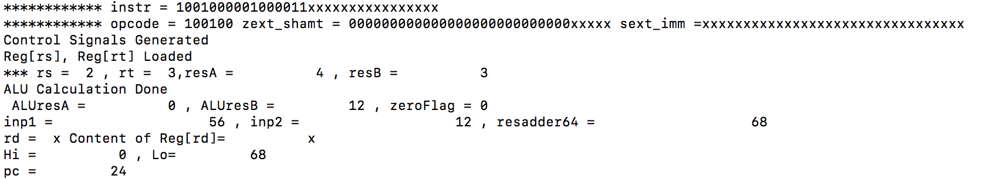 ************ instr = 1001000001000011xxxxxxxxxxxxxxxx
************ opcode = 100100 zext_shamt = 000000000000000000000000000xxxxx sext_imm =xxxxxxxxxxxxxxxxxxxxxxxxxxxxxxxx
Control Signals Generated
Reg[rs], Reg[rt] Loaded
*** rs =  2 , rt =  3,resA =          4 , resB =          3
ALU Calculation Done
 ALUresA =          0 , ALUresB =         12 , zeroFlag = 0
inp1 =                   56 , inp2 =                   12 , resadder64 =                   68
rd =  x Content of Reg[rd]=          x
Hi =          0 , Lo=         68
pc =         24